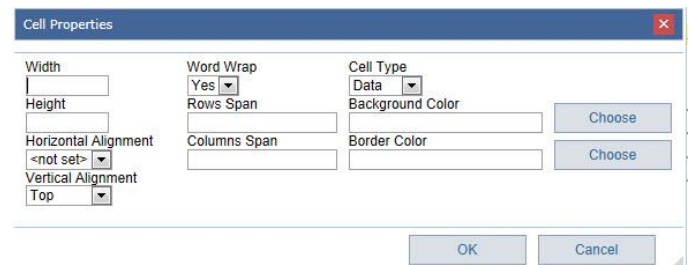 Cell Properties
Width Word Wrap Cell Type
Yes Data
Height Rows Span Background Color
Choose
Horizontal Alignment Columns Span Border Color
<not set> Choose
Vertical Alignment
Top
OK Cancel